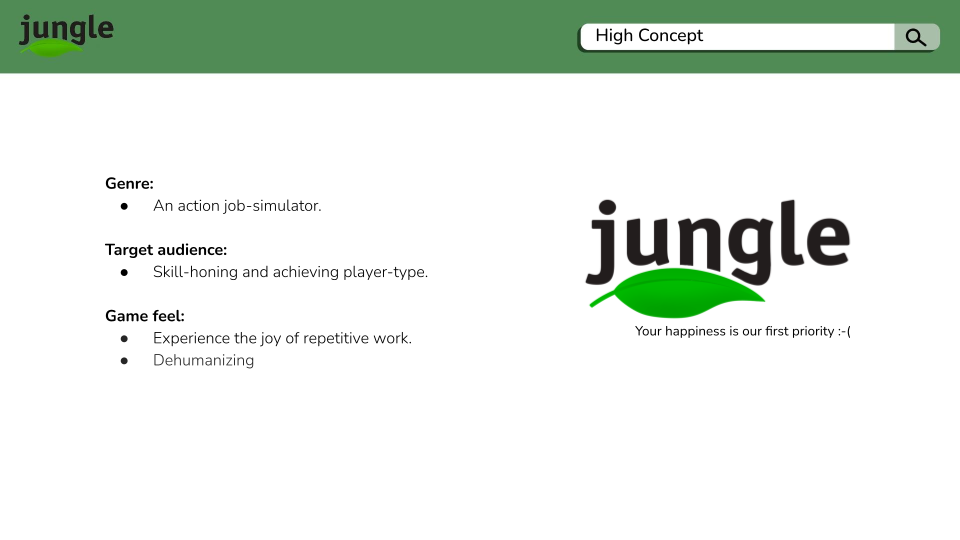 jungle
High Concept
Genre:
● An action job-simulator.
Target audience:
● Skill-honing and achieving player-type.
Game feel:
● Experience the joy of repetitive work.
● Dehumanizing
jungle
Your happiness is our first priority :-(